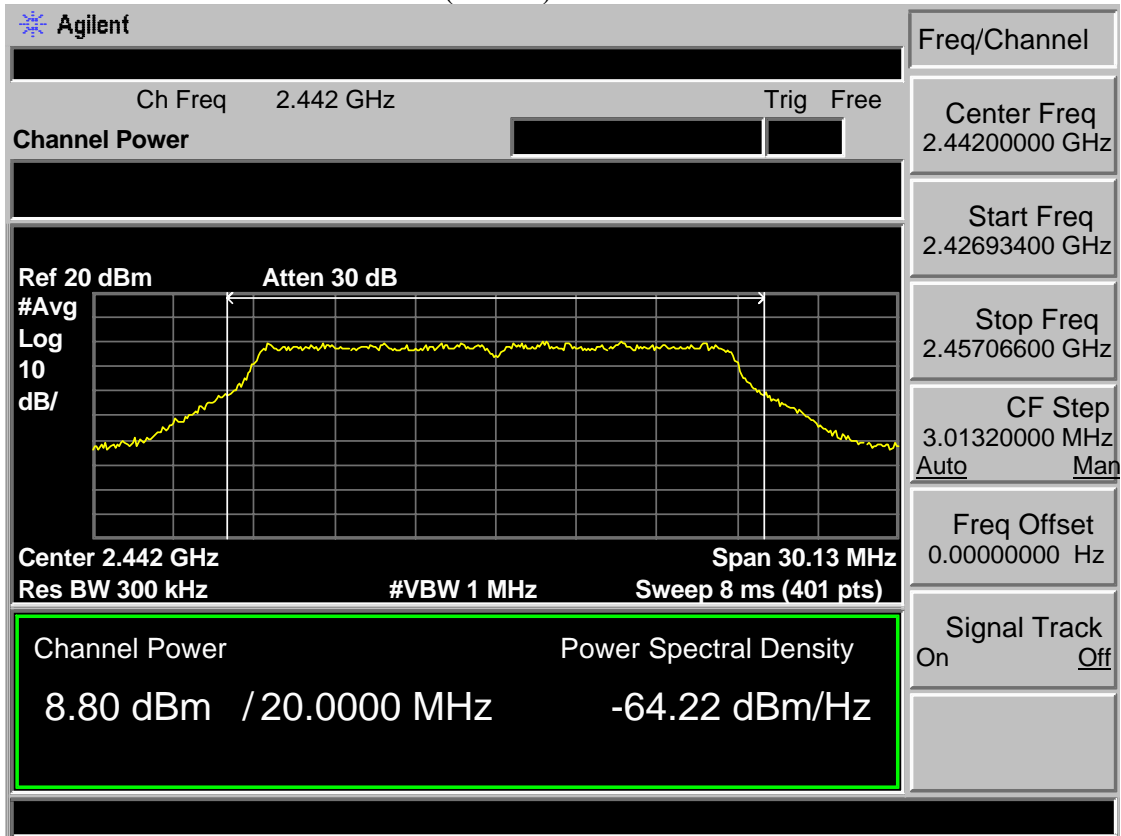 Agilent
Freq/Channel
Ch Freq 2.442 GHz Trig Free
Channel Power
Center Freq
2.44200000 GHz
Start Freq
2.42693400 GHz
Stop Freq
2.45706600 GHz
CF Step
3.01320000 MHz
Auto Man
Freq Offset
0.00000000 Hz
Signal Track
On Off
Ref 20 dBm Atten 30 dB
#Avg
Log
10
dB/
Center 2.442 GHz Span 30.13 MHz
Res BW 300 kHz #VBW 1 MHz Sweep 8 ms (401 pts)
Channel Power Power Spectral Density
8.80 dBm / 20.0000 MHz -64.22 dBm/Hz